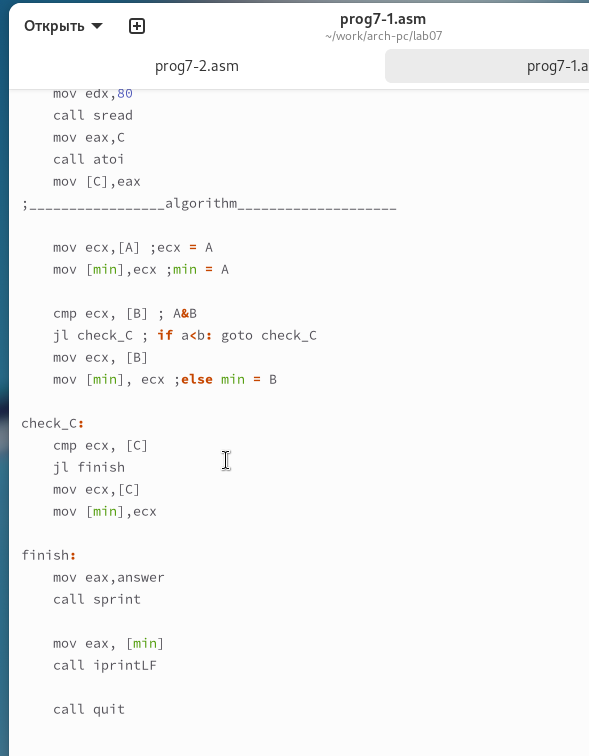 Открыть
prog7-1.asm
~/work/arch-pc/lab07
prog7-2.asm
prog7-1.a
mov edx,80
call sread
mov eax,C
call atoi
mov [C],eax
;_________________algorithm____________________
mov ecx,[A] ;ecx = A
mov [min],ecx ;min = A
cmp ecx, [B] ; A&B
jl check_C ; if a<b: goto check_C
mov ecx, [B]
mov [min], ecx ;else min = B
check_C:
cmp ecx, [C]
jl finish
mov ecx,[C]
mov [min],ecx
finish:
mov eax,answer
call sprint
mov eax, [min]
call iprintLF
call quit